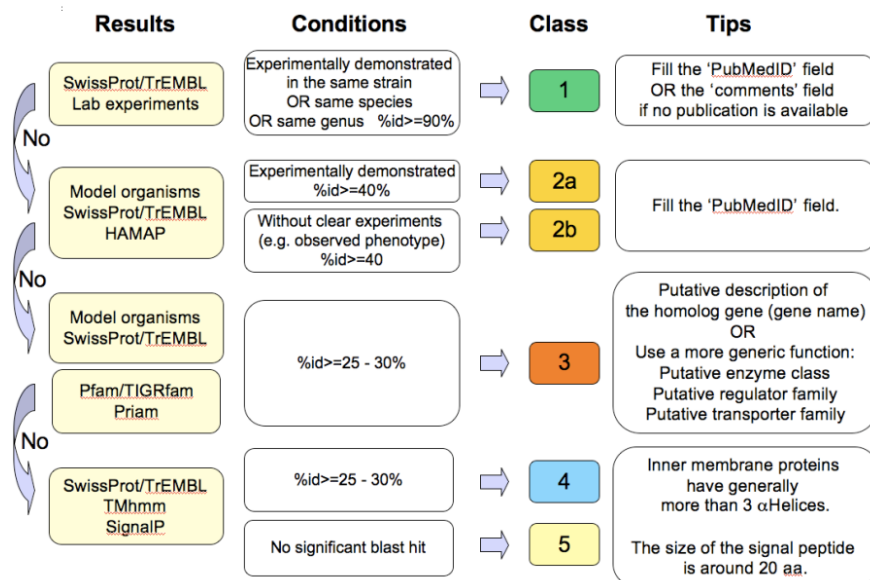 Results
Conditions
Class
Tips
SwissProt/TrEMBL
Lab experiments
Experimentally demonstrated
in the same strain
OR same species
OR same genus %id>=90%
1
Fill the ‘PubMedID’ field
OR the ‘comments’ field
if no publication is available
No
Model organisms
SwissProt/TrEMBL
HAMAP
Experimentally demonstrated
%id>=40%
2a
Without clear experiments
(e.g. observed phenotype)
%id>=40
2b
Fill the ‘PubMedID’ field.
No
Model organisms
SwissProt/TrEMBL
Pfam/TIGRfam
Priam
%id>=25 - 30%
3
Putative description of
the homolog gene (gene name)
OR
Use a more generic function:
Putative enzyme class
Putative regulator family
Putative transporter family
No
SwissProt/TrEMBL
TMhmm
SignalP
%id>=25 - 30%
4
No significant blast hit
5
Inner membrane proteins
have generally
more than 3 αHelices.
The size of the signal peptide
is around 20 aa.